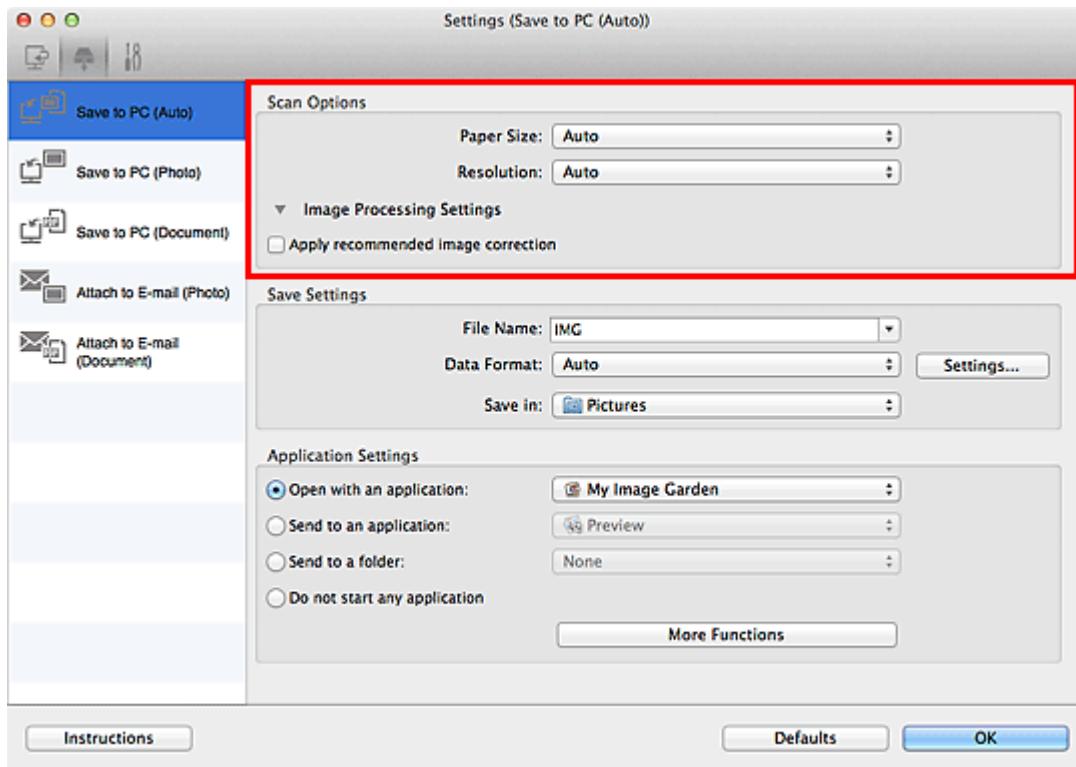 Settings (Save to PC (Auto))
Save to PC (Auto)
Save to PC (Photo)
Save to PC (Document)
Attach to E-mail (Photo)
Attach to E-mail
(Document)
Scan Options
Paper Size: Auto
Resolution: Auto
Image Processing Settings
Apply recommended image correction
Save Settings
File Name: IMG
Data Format: Auto Settings...
Save in: Pictures
Application Settings
Open with an application: My Image Garden
Send to an application: Preview
Send to a folder: None
Do not start any application
More Functions
Instructions Defaults OK